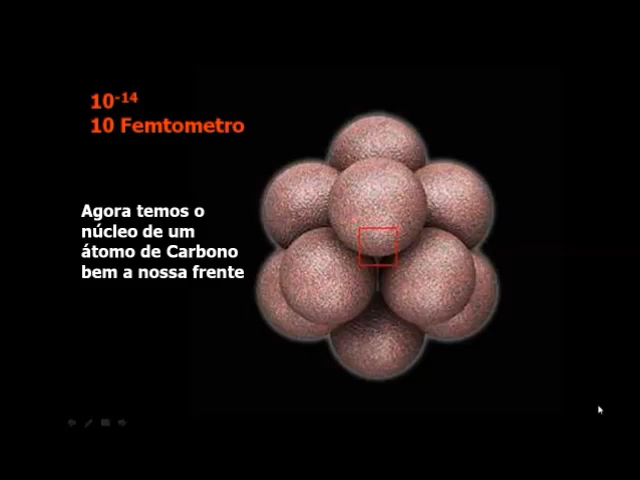 10-14
10 Femtometro
Agora temos o
núcleo de um
átomo de Carbono
bem a nossa frente